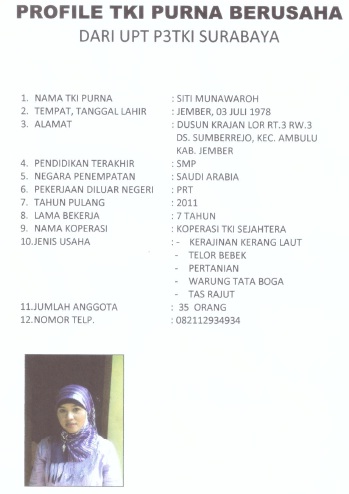 PROFILE TKI PURNA BERUSAHA
DARI UPT P3TKI SURABAYA
1. NAMA TKI PURNA : SITI MUNAWAROH
2. TEMPAT, TANGGAL LAHIR : JEMBER, 03 JULI 1978
3. ALAMAT : DUSUN KRAJAN LOR RT.3 RW.3
DS. SUMBERREJO, KEC. AMBULU
KAB. JEMBER
4. PENDIDIKAN TERAKHIR : SMP
5. NEGARA PENEMPATAN : SAUDI ARABIA
6. PEKERJAAN DILUAR NEGERI : PRT
7. TAHUN PULANG : 2011
8. LAMA BEKERJA : 7 TAHUN
9. NAMA KOPERASI : KOPERASI TKI SEJAHTERA
10.JENIS USAHA : - KERAJINAN KERANG LAUT
- TELOR BEBEK
- PERTANIAN
- WARUNG TATA BOGA
- TAS RAJUT
11.JUMLAH ANGGOTA : 35 ORANG
12.NOMOR TELP. : 082112934934